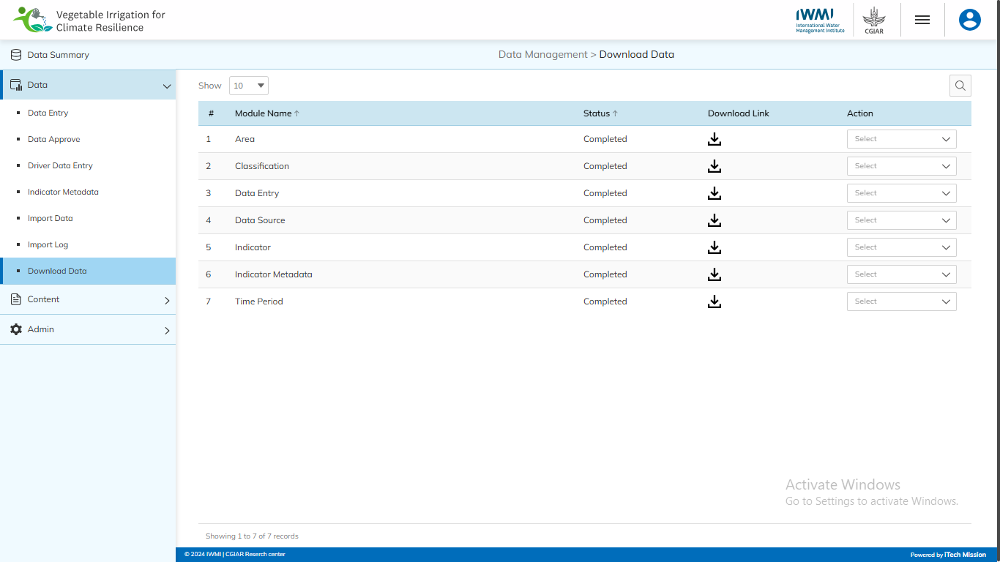 Vegetable Irrigation for
Climate Resilience
IWMI
International Water
Management Institute
CGIAR
Data Summary
Data Management > Download Data
Data
Data Entry
Data Approve
Driver Data Entry
Indicator Metadata
Import Data
Import Log
Download Data
Content
Admin
Show 10
# Module Name ↑ Status ↑ Download Link Action
1 Area Completed Select
2 Classification Completed Select
3 Data Entry Completed Select
4 Data Source Completed Select
5 Indicator Completed Select
6 Indicator Metadata Completed Select
7 Time Period Completed Select
Activate Windows
Go to Settings to activate Windows.
Showing 1 to 7 of 7 records
© 2024 IWMI | CGIAR Reserch center
Powered by iTech Mission